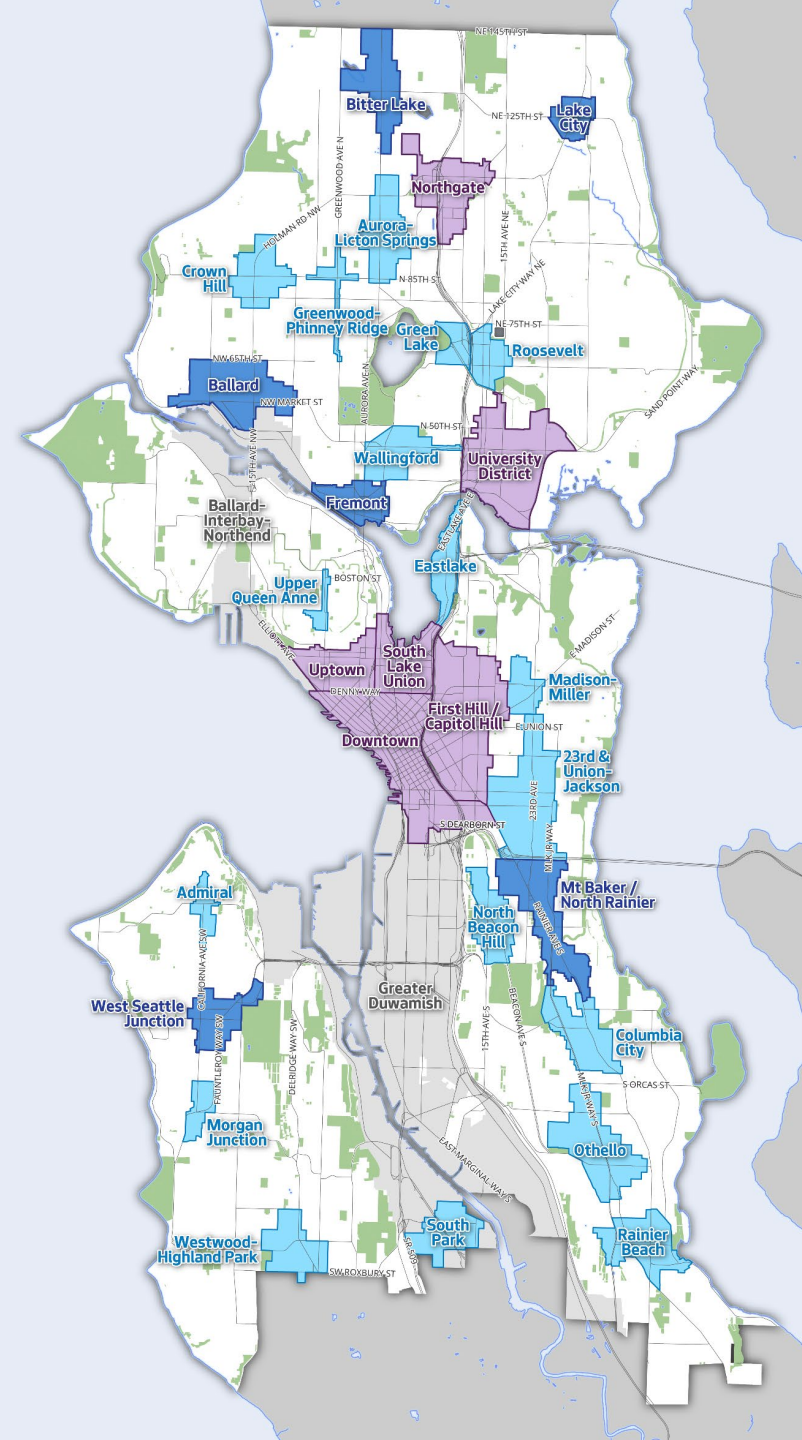 NE 145TH ST
Bitter Lake
Lake
City
NE 125TH ST
GREENWOOD AVE N
Northgate
15TH AVE NE
HOLMAN RD NW
Aurora-
Licton Springs
Crown
Hill
N 85TH ST
LAKE CITY WAY NE
Greenwood-
Phinney Ridge
Green
Lake
NE 75TH ST
Roosevelt
NW 65TH ST
Ballard
NW MARKET ST
AURORA AVE N
SAND POINT WAY
N 50TH ST
15TH AVE NW
Wallingford
University
District
Fremont
Ballard-
Interbay-
Northend
EASTLAKE AVE E
Eastlake
BOSTON ST
Upper
Queen Anne
ELLIOTT AVE
E MADISON ST
Uptown
South
Lake
Union
DENNY WAY
Madison-
Miller
First Hill /
Capitol Hill
E UNION ST
Downtown
23rd &
Union-
Jackson
23RD AVE
S DEARBORN ST
MLK JR WAY
Admiral
Mt Baker /
North Rainier
North
Beacon
Hill
RAINIER AVE S
CALIFORNIA AVE SW
Greater
Duwamish
West Seattle
Junction
FAUNTLEROY WAY SW
DELRIDGE WAY SW
15TH AVE S
BEACON AVE S
Columbia
City
MLK JR WAY S
S ORCAS ST
Morgan
Junction
Othello
EAST MARGINAL WAY S
South
Park
Rainier
Beach
Westwood-
Highland Park
SR 509
SW ROXBURY ST